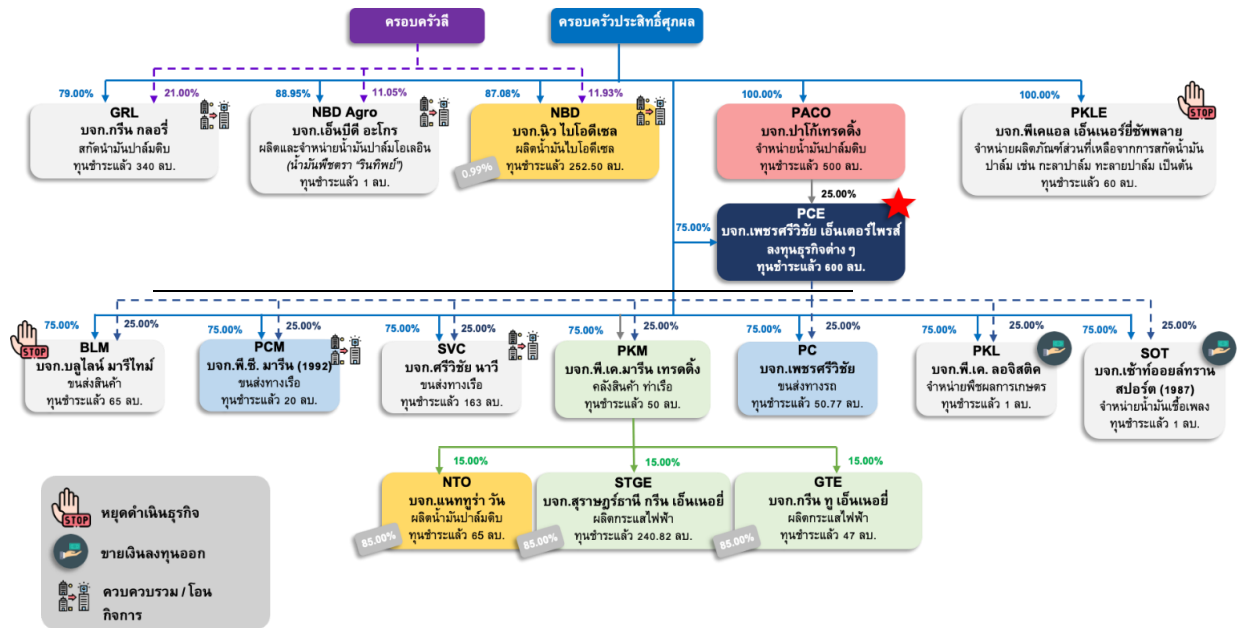 ครอบครัวลี
ครอบครัวประสิทธิ์ศุภผล
79.00%
21.00%
GRL
บจก.กรีน กลอรี่
สกัดน้ำมันปาล์มดิบ
ทุนชำระแล้ว 340 ลบ.
88.95%
11.05%
NBD Agro
บจก.เอ็นบีดี อะโกร
ผลิตและจำหน่ายน้ำมันปาล์มโอเลอิน
(น้ำมันพืชตรา “รินทิพย์”)
ทุนชำระแล้ว 1 ลบ.
87.08%
11.93%
NBD
บจก.นิว ไบโอดีเซล
ผลิตน้ำมันไบโอดีเซล
ทุนชำระแล้ว 252.50 ลบ.
0.99%
100.00%
PACO
บจก.ปาโก้เทรดดิ้ง
จำหน่ายน้ำมันปาล์มดิบ
ทุนชำระแล้ว 500 ลบ.
100.00%
STOP
PKLE
บจก.พีเคแอล เอ็นเนอร์ยี่ซัพพลาย
จำหน่ายผลิตภัณฑ์ส่วนที่เหลือจากการสกัดน้ำมัน
ปาล์ม เช่น กะลาปาล์ม ทะลายปาล์ม เป็นต้น
ทุนชำระแล้ว 60 ลบ.
25.00%
75.00%
PCE
บจก.เพชรศรีวิชัย เอ็นเตอร์ไพรส์
ลงทุนธุรกิจต่าง ๆ
ทุนชำระแล้ว 600 ลบ.
75.00%
25.00%
STOP
BLM
บจก.บลูไลน์ มารีไทม์
ขนส่งสินค้า
ทุนชำระแล้ว 65 ลบ.
75.00%
25.00%
PCM
บจก.พี.ซี. มารีน (1992)
ขนส่งทางเรือ
ทุนชำระแล้ว 20 ลบ.
75.00%
25.00%
SVC
บจก.ศรีวิชัย นาวี
ขนส่งทางเรือ
ทุนชำระแล้ว 163 ลบ.
75.00%
25.00%
PKM
บจก.พี.เค.มารีน เทรดดิ้ง
คลังสินค้า ท่าเรือ
ทุนชำระแล้ว 50 ลบ.
75.00%
25.00%
PC
บจก.เพชรศรีวิชัย
ขนส่งทางรถ
ทุนชำระแล้ว 50.77 ลบ.
75.00%
25.00%
PKL
บจก.พี.เค. ลอจิสติค
จำหน่ายพืชผลการเกษตร
ทุนชำระแล้ว 1 ลบ.
75.00%
25.00%
SOT
บจก.เซ้าท์ออยล์ทราน
สปอร์ต (1987)
จำหน่ายน้ำมันเชื้อเพลง
ทุนชำระแล้ว 1 ลบ.
15.00%
NTO
บจก.แนททูร่า วัน
ผลิตน้ำมันปาล์มดิบ
ทุนชำระแล้ว 65 ลบ.
85.00%
15.00%
STGE
บจก.สุราษฎร์ธานี กรีน เอ็นเนอยี่
ผลิตกระแสไฟฟ้า
ทุนชำระแล้ว 240.82 ลบ.
85.00%
15.00%
GTE
บจก.กรีน ทู เอ็นเนอยี่
ผลิตกระแสไฟฟ้า
ทุนชำระแล้ว 47 ลบ.
85.00%
STOP
หยุดดำเนินธุรกิจ
ขายเงินลงทุนออก
ควบควบรวม / โอน
กิจการ